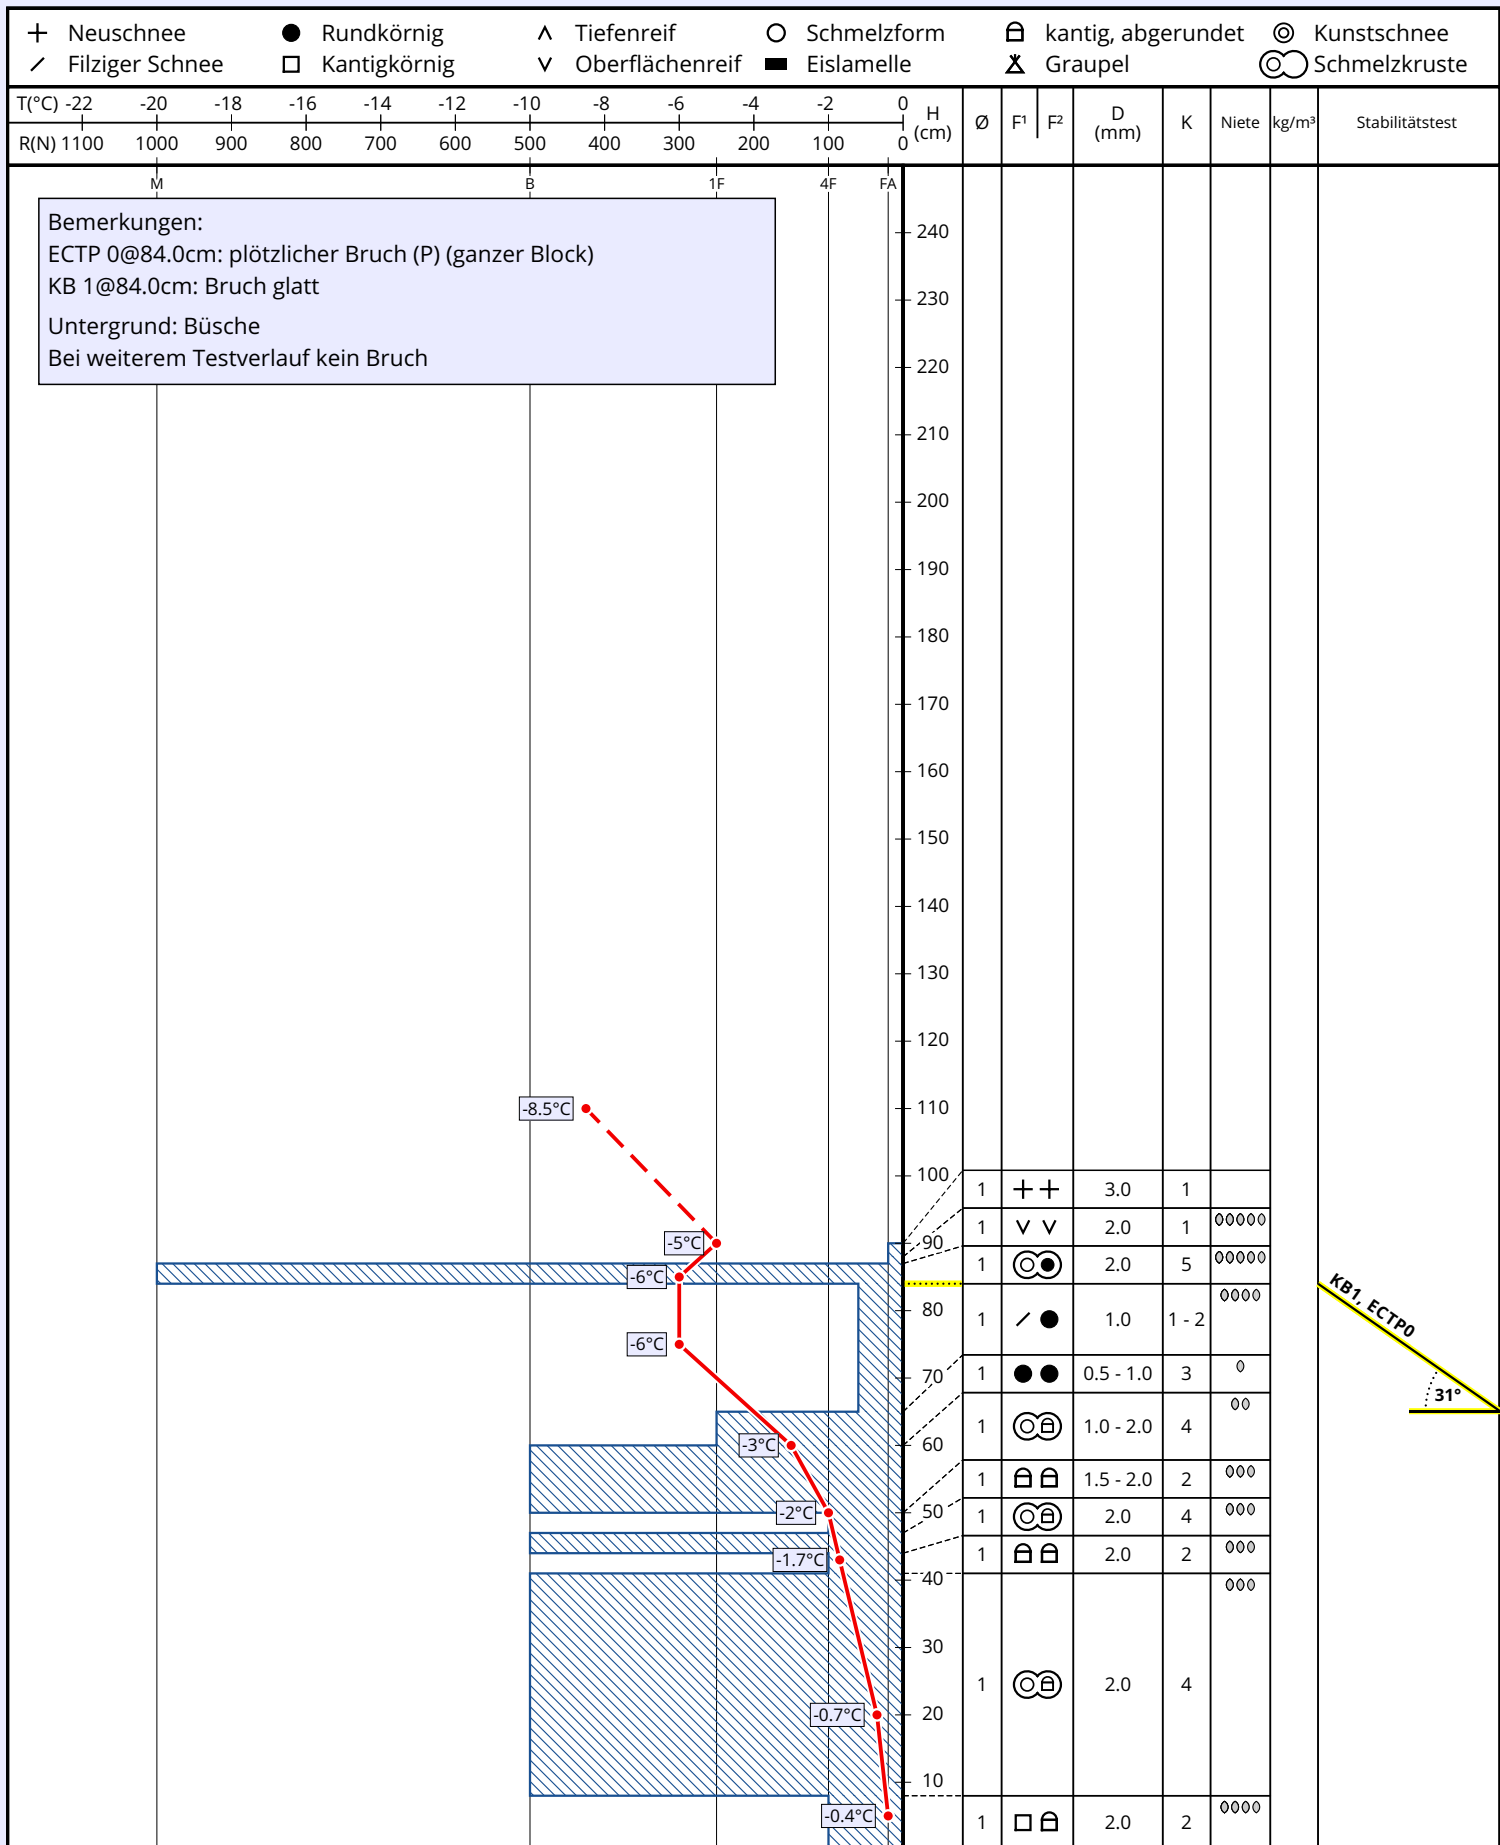 Neuschnee Rundkörnig Tiefenreif Schmelzform kantig, abgerundet Kunstschnee
Filziger Schnee Kantigkörnig Oberflächenreif Eislamelle Graupel Schmelzkruste
T(°C) -22 -20 -18 -16 -14 -12 -10 -8 -6 -4 -2 0
R(N) 1100 1000 900 800 700 600 500 400 300 200 100 0
H (cm) Ø F¹ F² D (mm) K Niete kg/m³ Stabilitätstest
M B 1F 4F FA
Bemerkungen:
ECTP 0@84.0cm: plötzlicher Bruch (P) (ganzer Block)
KB 1@84.0cm: Bruch glatt
Untergrund: Büsche
Bei weiterem Testverlauf kein Bruch
240
230
220
210
200
190
180
170
160
150
140
130
120
-8.5°C 110
100
1 3.0 1
1 2.0 1
-5°C 90
1 2.0 5
-6°C
KB1, ECTP0
80
1 1.0 1 - 2
-6°C
70
1 0.5 - 1.0 3
31°
1 1.0 - 2.0 4
-3°C 60
1 1.5 - 2.0 2
-2°C 50
1 2.0 4
-1.7°C
1 2.0 2
40
30
1 2.0 4
-0.7°C 20
10
-0.4°C
1 2.0 2